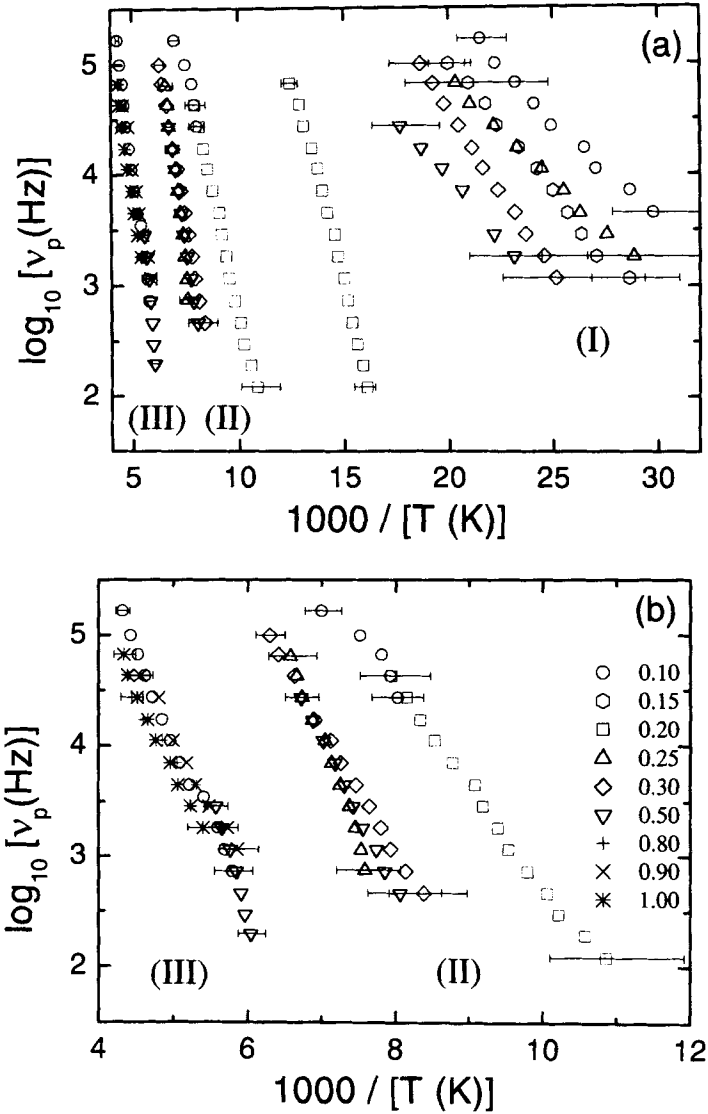 (a)
5
4
3
2
log₁₀ [ν_p(Hz)]
(I)
(III) (II)
5 10 15 20 25 30
1000 / [T (K)]
(b)
5
4
3
2
log₁₀ [ν_p(Hz)]
0.10
0.15
0.20
0.25
0.30
0.50
0.80
0.90
1.00
(III) (II)
4 6 8 10 12
1000 / [T (K)]